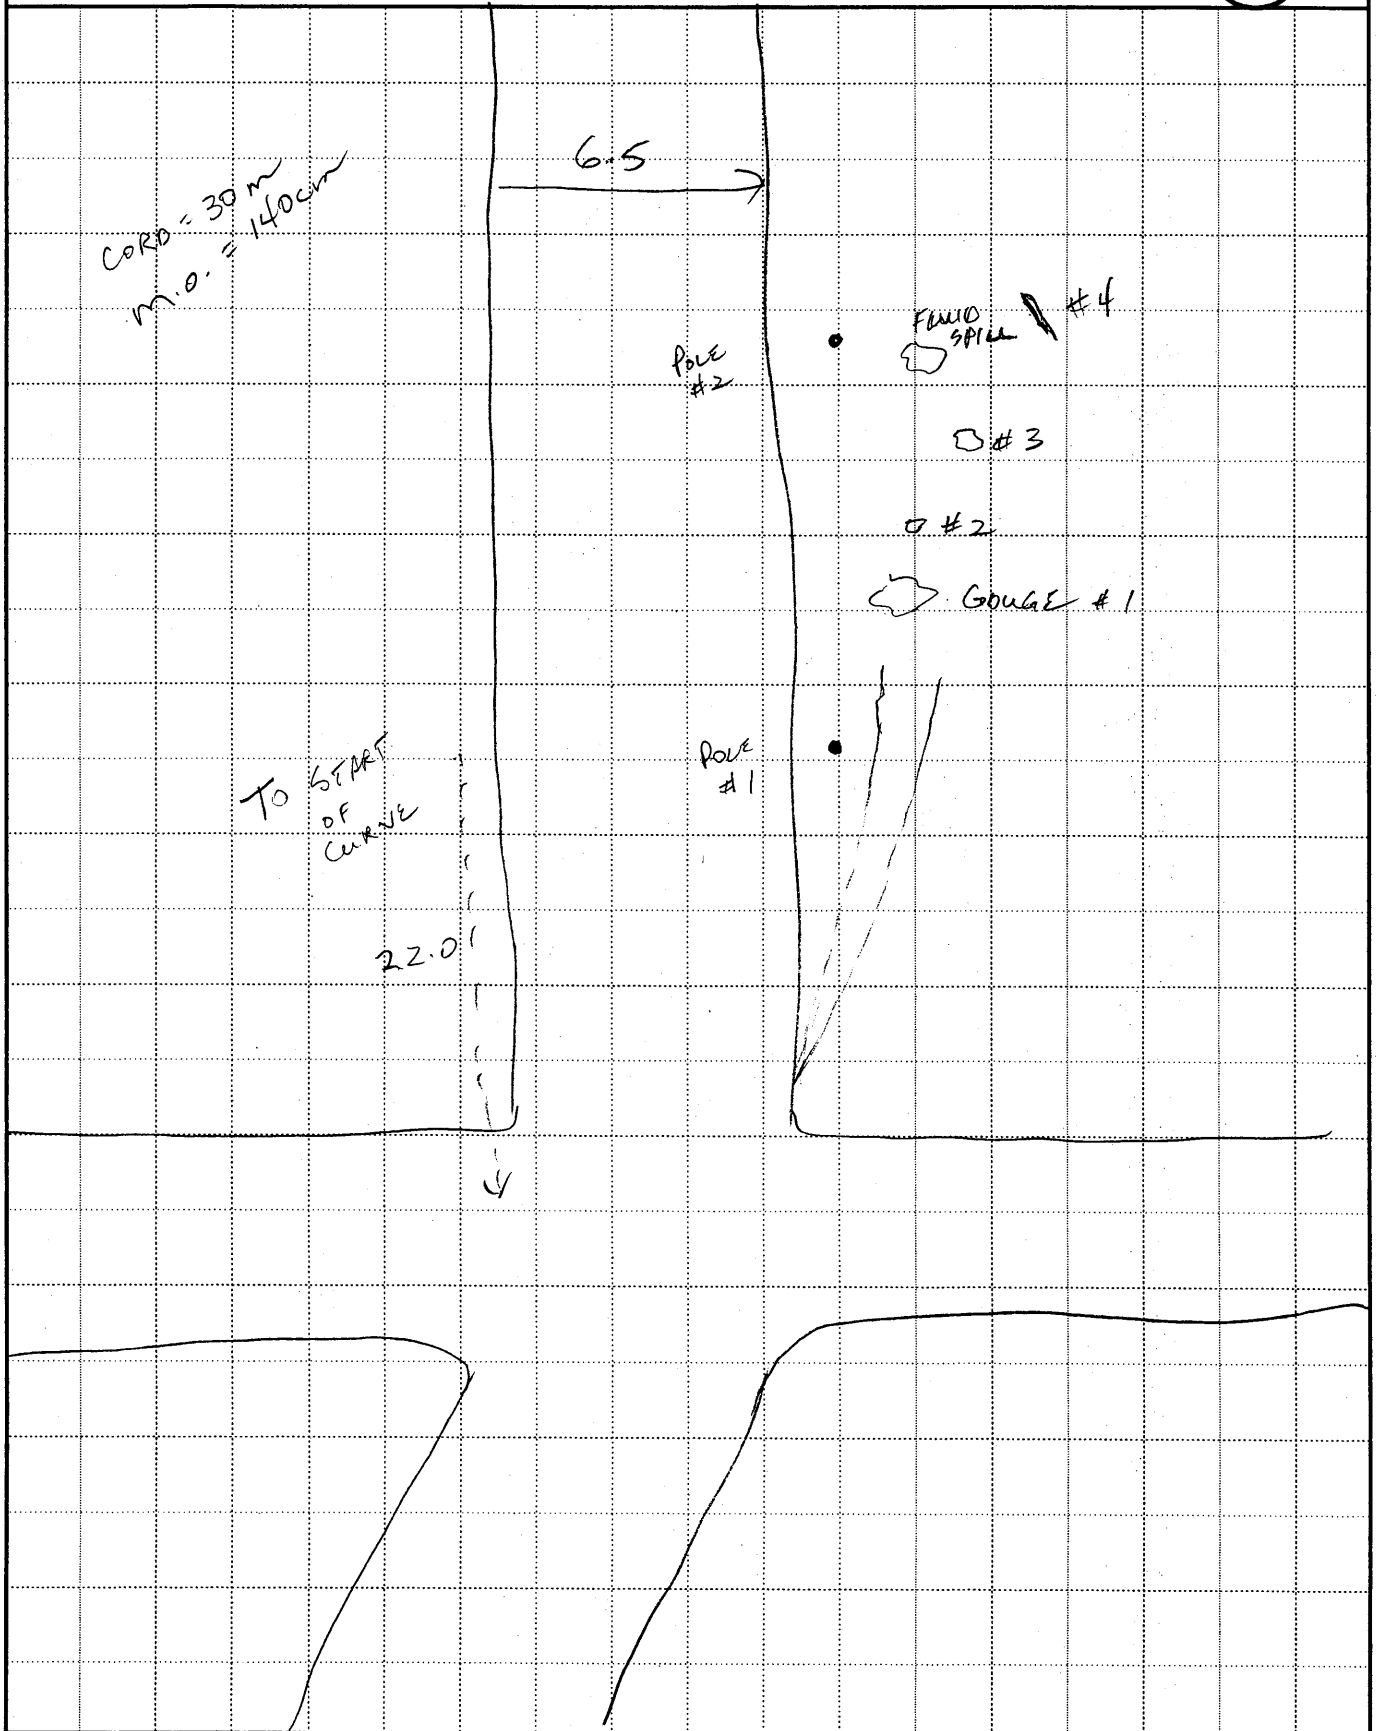 6.5
CORD = 30 m
m.o. = 140cm
FLUID
SPILL
#4
POLE
#2
#3
#2
GOUGE #1
TO START
OF
CURVE
POLE
#1
22.0